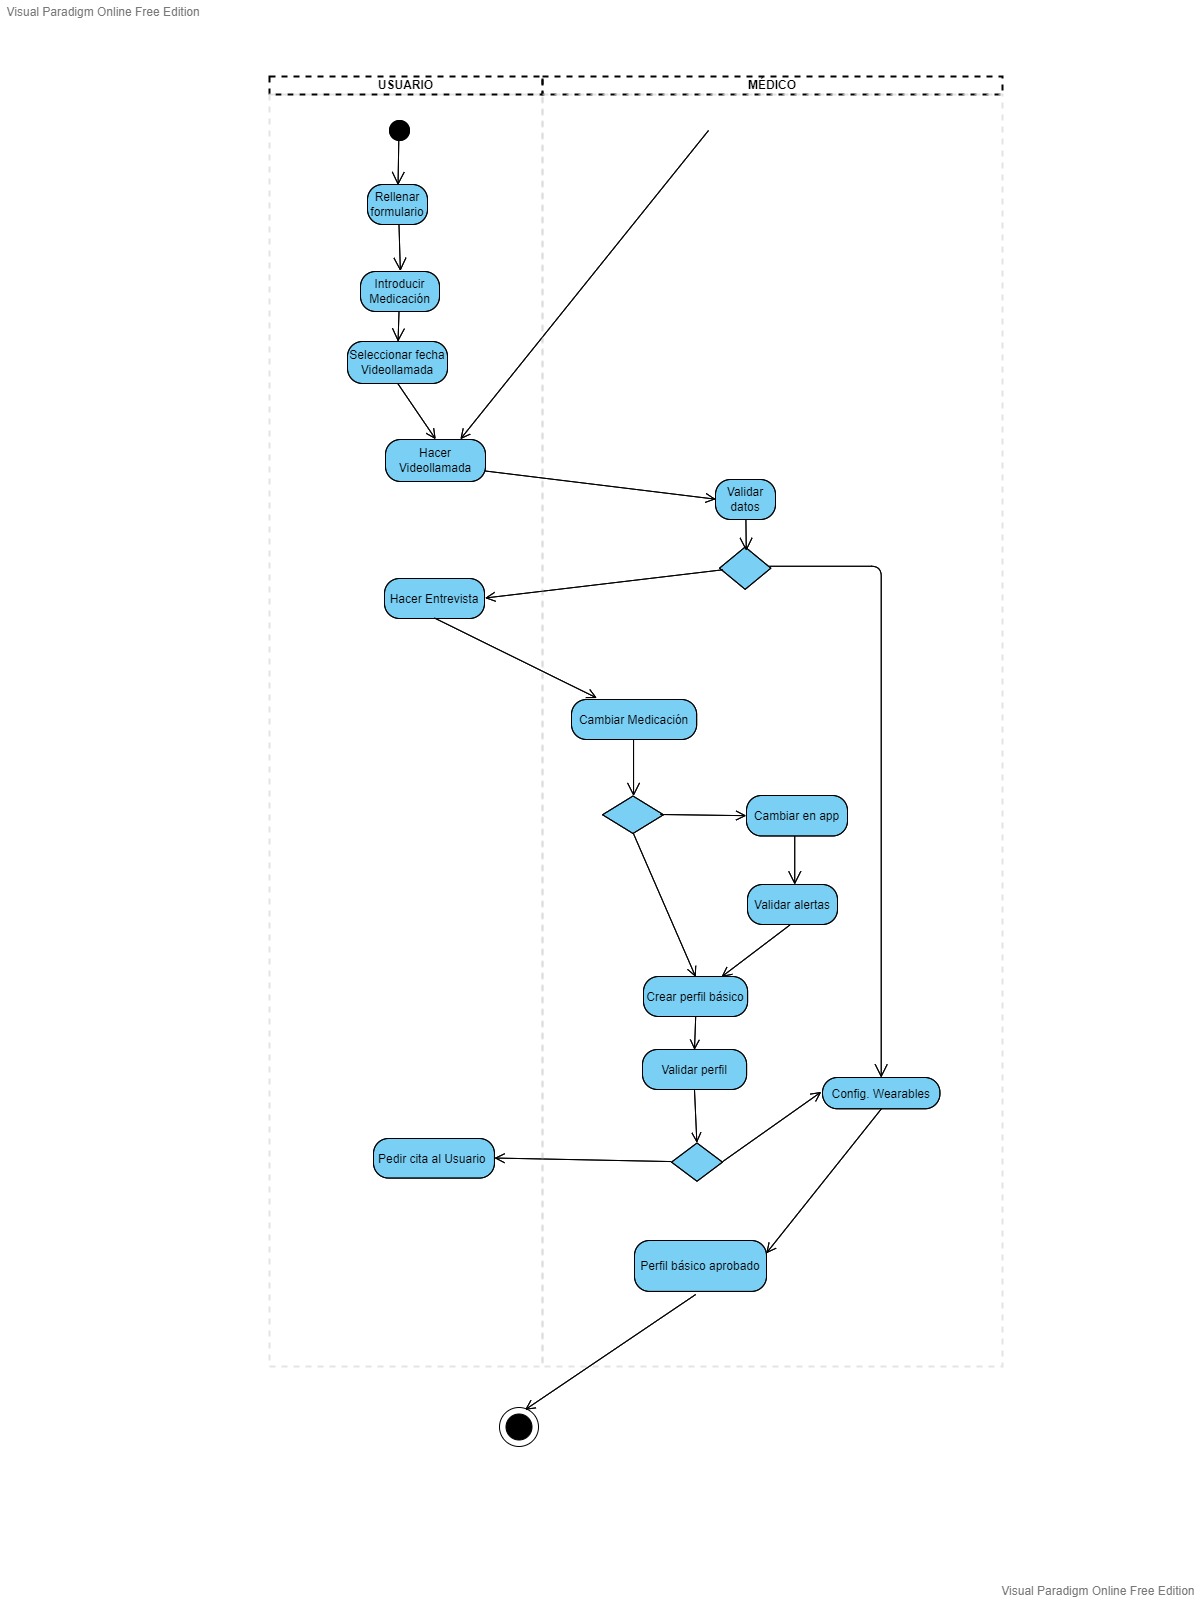 Visual Paradigm Online Free Edition
USUARIO
MÉDICO
Rellenar
formulario
Introducir
Medicación
Seleccionar fecha
Videollamada
Hacer
Videollamada
Validar
datos
Hacer Entrevista
Cambiar Medicación
Cambiar en app
Validar alertas
Crear perfil básico
Validar perfil
Config. Wearables
Pedir cita al Usuario
Perfil básico aprobado
Visual Paradigm Online Free Edition